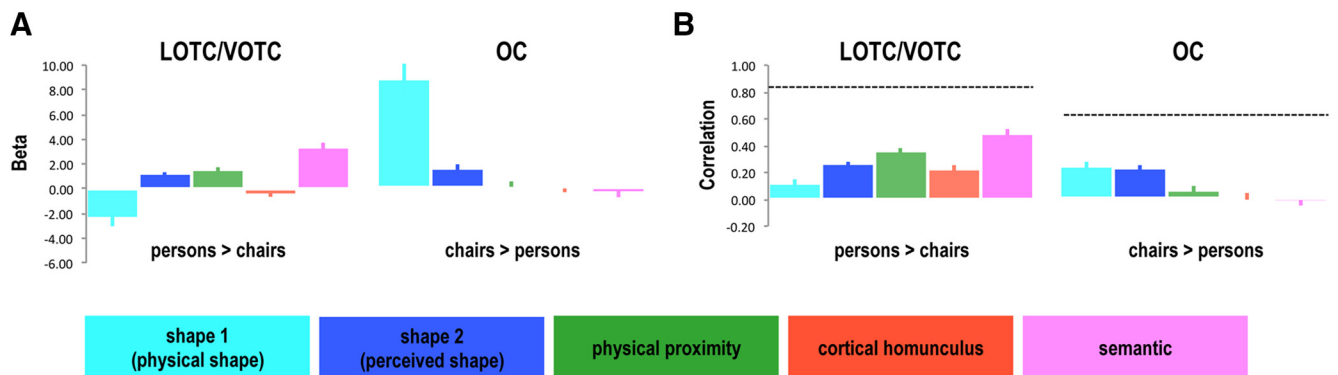 A
LOTC/VOTC
OC
10.00
8.00
6.00
4.00
2.00
0.00
-2.00
-4.00
-6.00
Beta
persons > chairs
chairs > persons
B
LOTC/VOTC
OC
1.00
0.80
0.60
0.40
0.20
0.00
-0.20
Correlation
persons > chairs
chairs > persons
shape 1
(physical shape)
shape 2
(perceived shape)
physical proximity
cortical homunculus
semantic